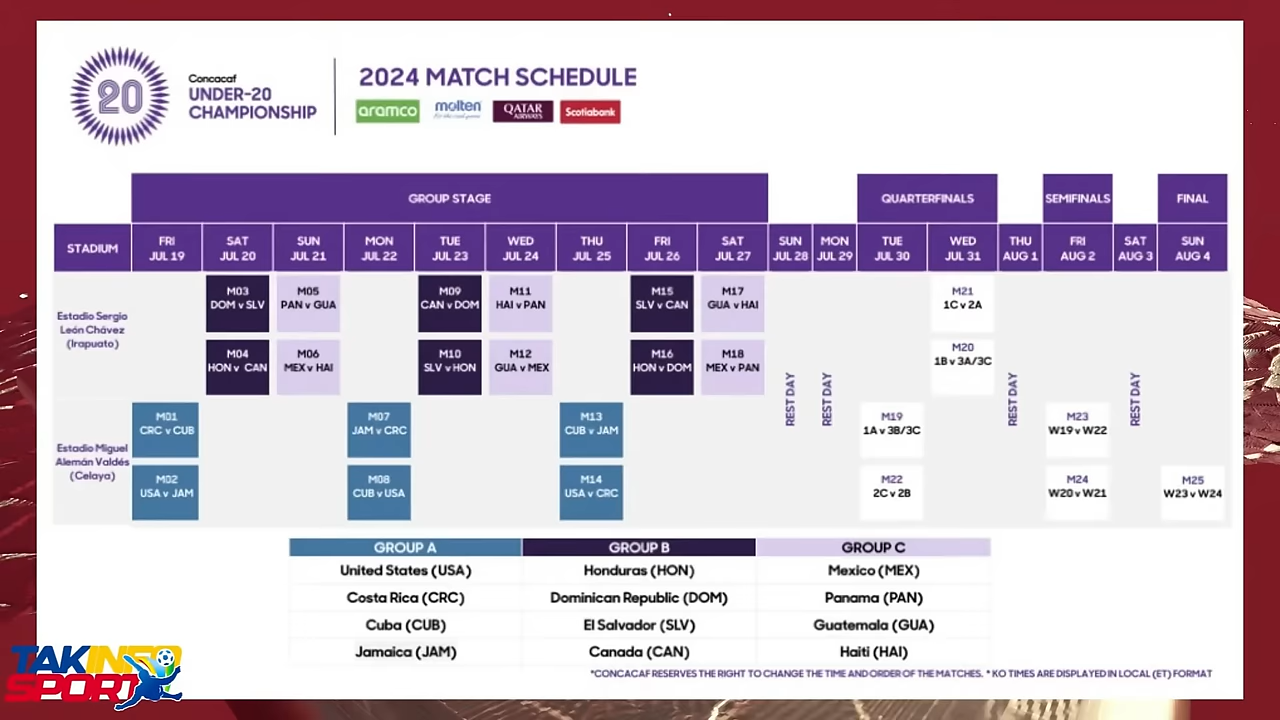 20
Concacaf
UNDER-20
CHAMPIONSHIP
2024 MATCH SCHEDULE
aramco
molten
QATAR
AIRWAYS
Scotiabank
GROUP STAGE
QUARTERFINALS
SEMIFINALS
FINAL
STADIUM
FRI
JUL 19
SAT
JUL 20
SUN
JUL 21
MON
JUL 22
TUE
JUL 23
WED
JUL 24
THU
JUL 25
FRI
JUL 26
SAT
JUL 27
SUN
JUL 28
MON
JUL 29
TUE
JUL 30
WED
JUL 31
THU
AUG 1
FRI
AUG 2
SAT
AUG 3
SUN
AUG 4
Estadio Sergio
León Chávez
(Irapuato)
M03
DOM v SLV
M05
PAN v GUA
M09
CAN v DOM
M11
HAI v PAN
M15
SLV v CAN
M17
GUA v HAI
M21
1C v 2A
M04
HON v CAN
M06
MEX v HAI
M10
SLV v HON
M12
GUA v MEX
M16
HON v DOM
M18
MEX v PAN
M20
1B v 3A/3C
REST DAY
REST DAY
REST DAY
REST DAY
Estadio Miguel
Alemán Valdés
(Celaya)
M01
CRC v CUB
M07
JAM v CRC
M13
CUB v JAM
M19
1A v 3B/3C
M23
W19 v W22
M02
USA v JAM
M08
CUB v USA
M14
USA v CRC
M22
2C v 2B
M24
W20 v W21
M25
W23 v W24
GROUP A
GROUP B
GROUP C
United States (USA)
Honduras (HON)
Mexico (MEX)
Costa Rica (CRC)
Dominican Republic (DOM)
Panama (PAN)
Cuba (CUB)
El Salvador (SLV)
Guatemala (GUA)
Jamaica (JAM)
Canada (CAN)
Haiti (HAI)
*CONCACAF RESERVES THE RIGHT TO CHANGE THE TIME AND ORDER OF THE MATCHES. * KO TIMES ARE DISPLAYED IN LOCAL (ET) FORMAT
TAKINFO
SPORT